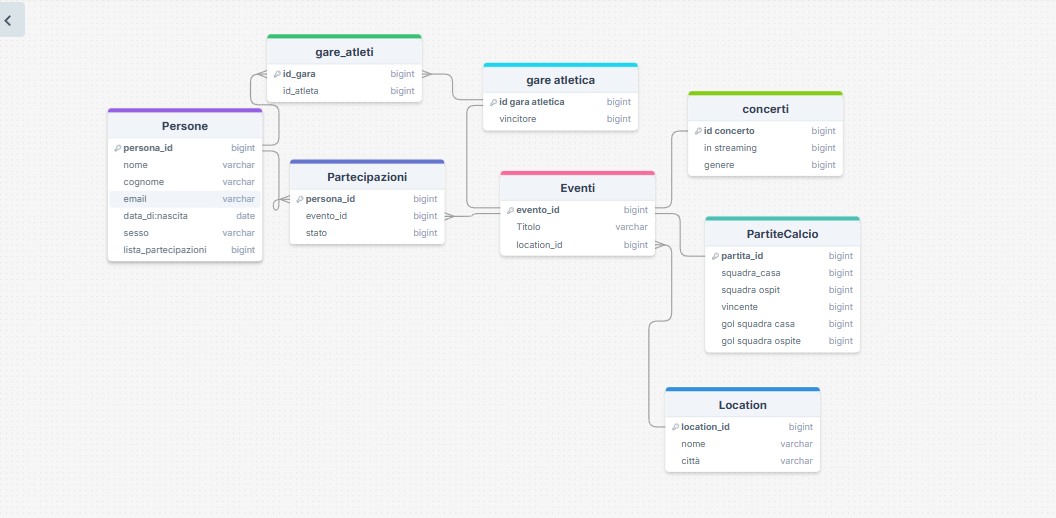 gare_atleti
id_gara bigint
id_atleta bigint
gare atletica
id gara atletica bigint
vincitore bigint
concerti
id concerto bigint
in streaming bigint
genere bigint
Persone
persona_id bigint
nome varchar
cognome varchar
email varchar
data_di:nascita date
sesso varchar
lista_partecipazioni bigint
Partecipazioni
persona_id bigint
evento_id bigint
stato bigint
Eventi
evento_id bigint
Titolo varchar
location_id bigint
PartiteCalcio
partita_id bigint
squadra_casa bigint
squadra ospit bigint
vincente bigint
gol squadra casa bigint
gol squadra ospite bigint
Location
location_id bigint
nome varchar
città varchar